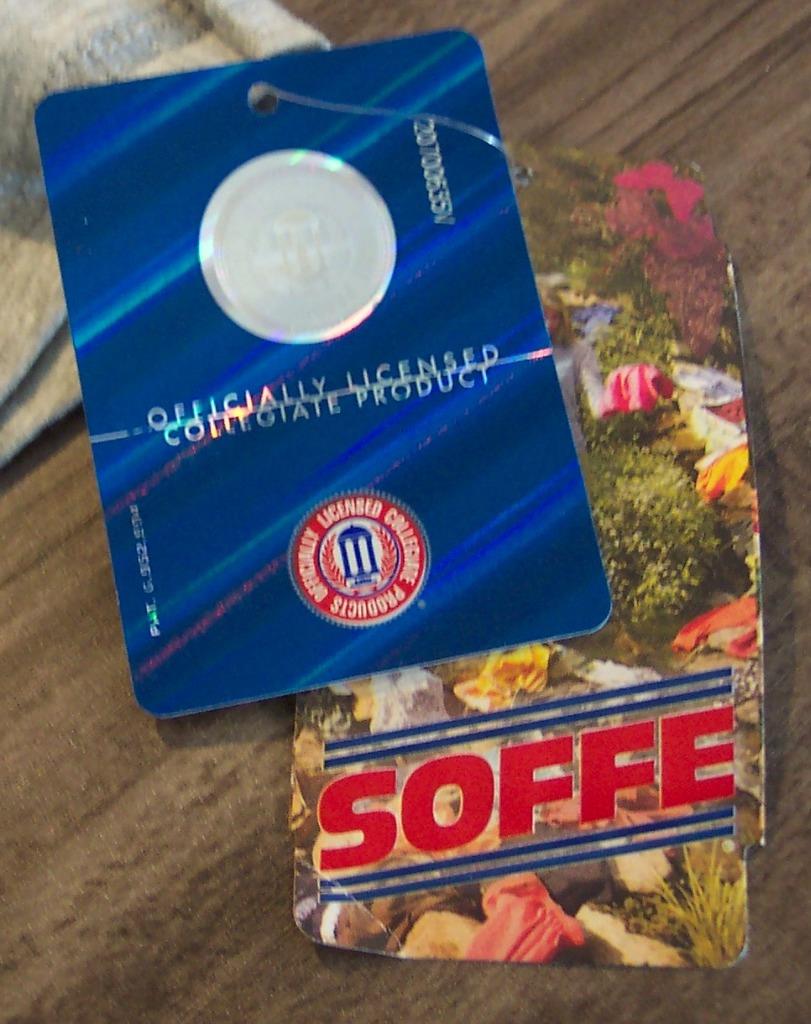 OFFICIALLY LICENSED
COLLEGIATE PRODUCT
OFFICIALLY LICENSED COLLEGIATE PRODUCTS
SOFFE